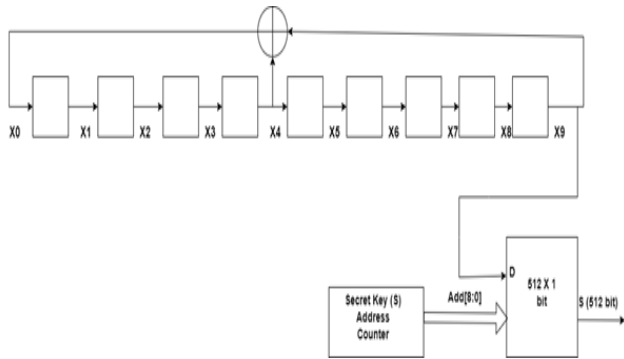 X0 X1 X2 X3 X4 X5 X6 X7 X8 X9
D
512 X 1
bit
Secret Key (S)
Address
Counter
Add[8:0]
S (512 bit)